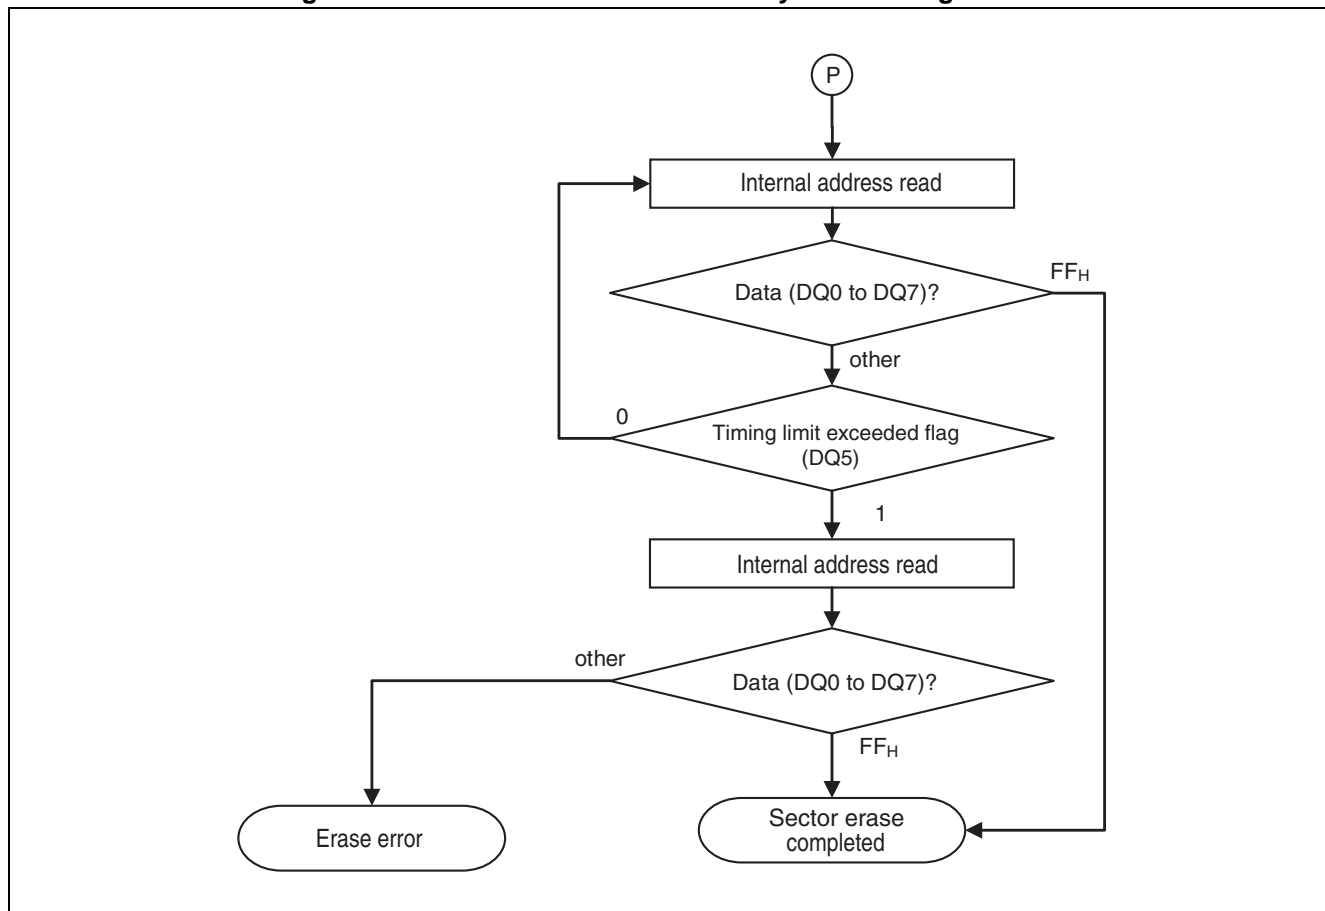 P
Internal address read
FFH
Data (DQ0 to DQ7)?
other
0
Timing limit exceeded flag
(DQ5)
1
Internal address read
other
Data (DQ0 to DQ7)?
FFH
Sector erase
completed
Erase error